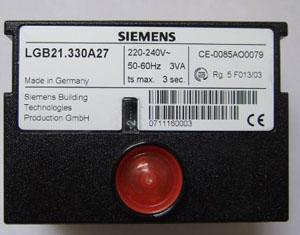 SIEMENS
LGB21.330A27
220-240V~
50-60Hz 3VA
ts max. 3 sec.
CE-0085AO0079
Rg. 5 F013/03
Made in Germany
Siemens Building
Technologies
Production GmbH
0711160003